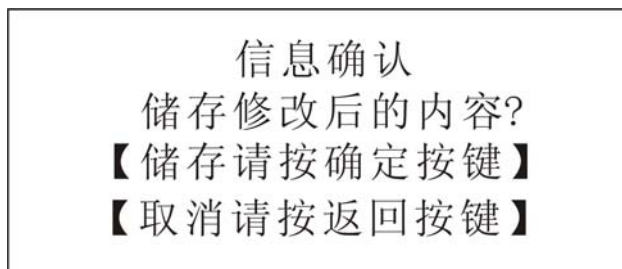 信息确认
储存修改后的内容?
【储存请按确定按键】
【取消请按返回按键】